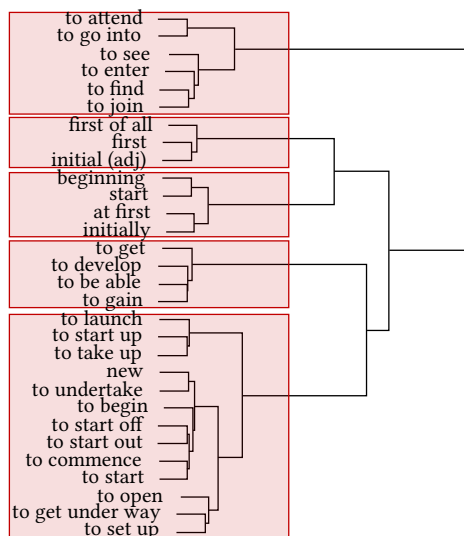 to attend
to go into
to see
to enter
to find
to join
first of all
first
initial (adj)
beginning
start
at first
initially
to get
to develop
to be able
to gain
to launch
to start up
to take up
new
to undertake
to begin
to start off
to start out
to commence
to start
to open
to get under way
to set up